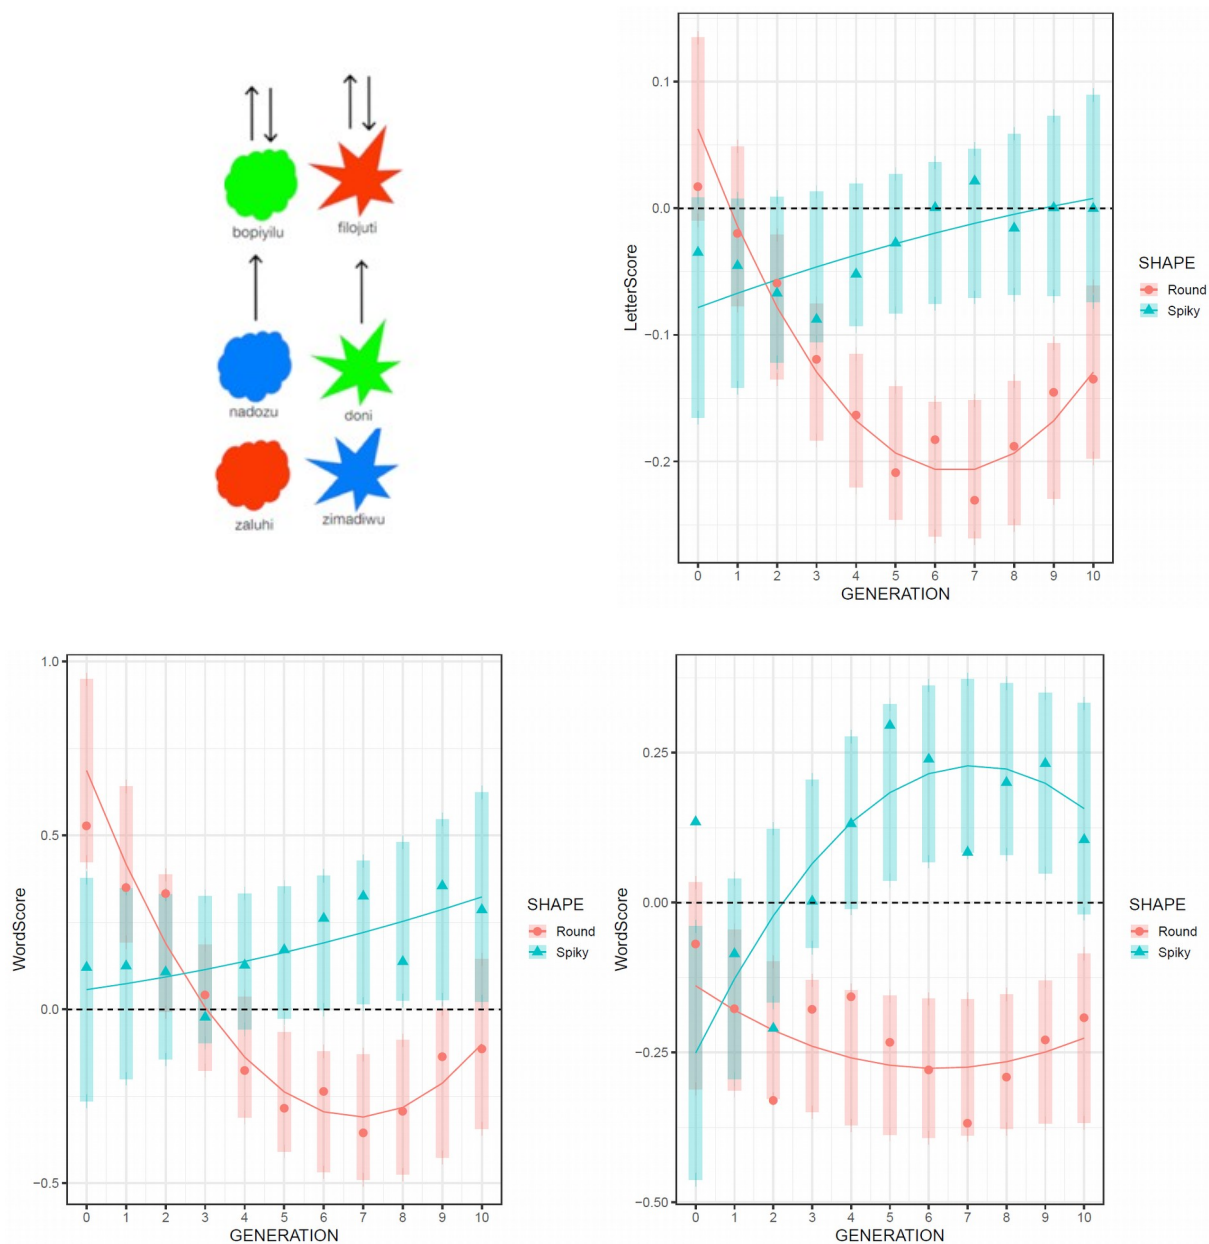 bopiyilu filojuti
nadozu doni
zaluhi zimadiwu
LetterScore
0.1
0.0
−0.1
−0.2
0 1 2 3 4 5 6 7 8 9 10
GENERATION
SHAPE
Round
Spiky
WordScore
1.0
0.5
0.0
−0.5
0 1 2 3 4 5 6 7 8 9 10
GENERATION
SHAPE
Round
Spiky
WordScore
0.25
0.00
−0.25
−0.50
0 1 2 3 4 5 6 7 8 9 10
GENERATION
SHAPE
Round
Spiky